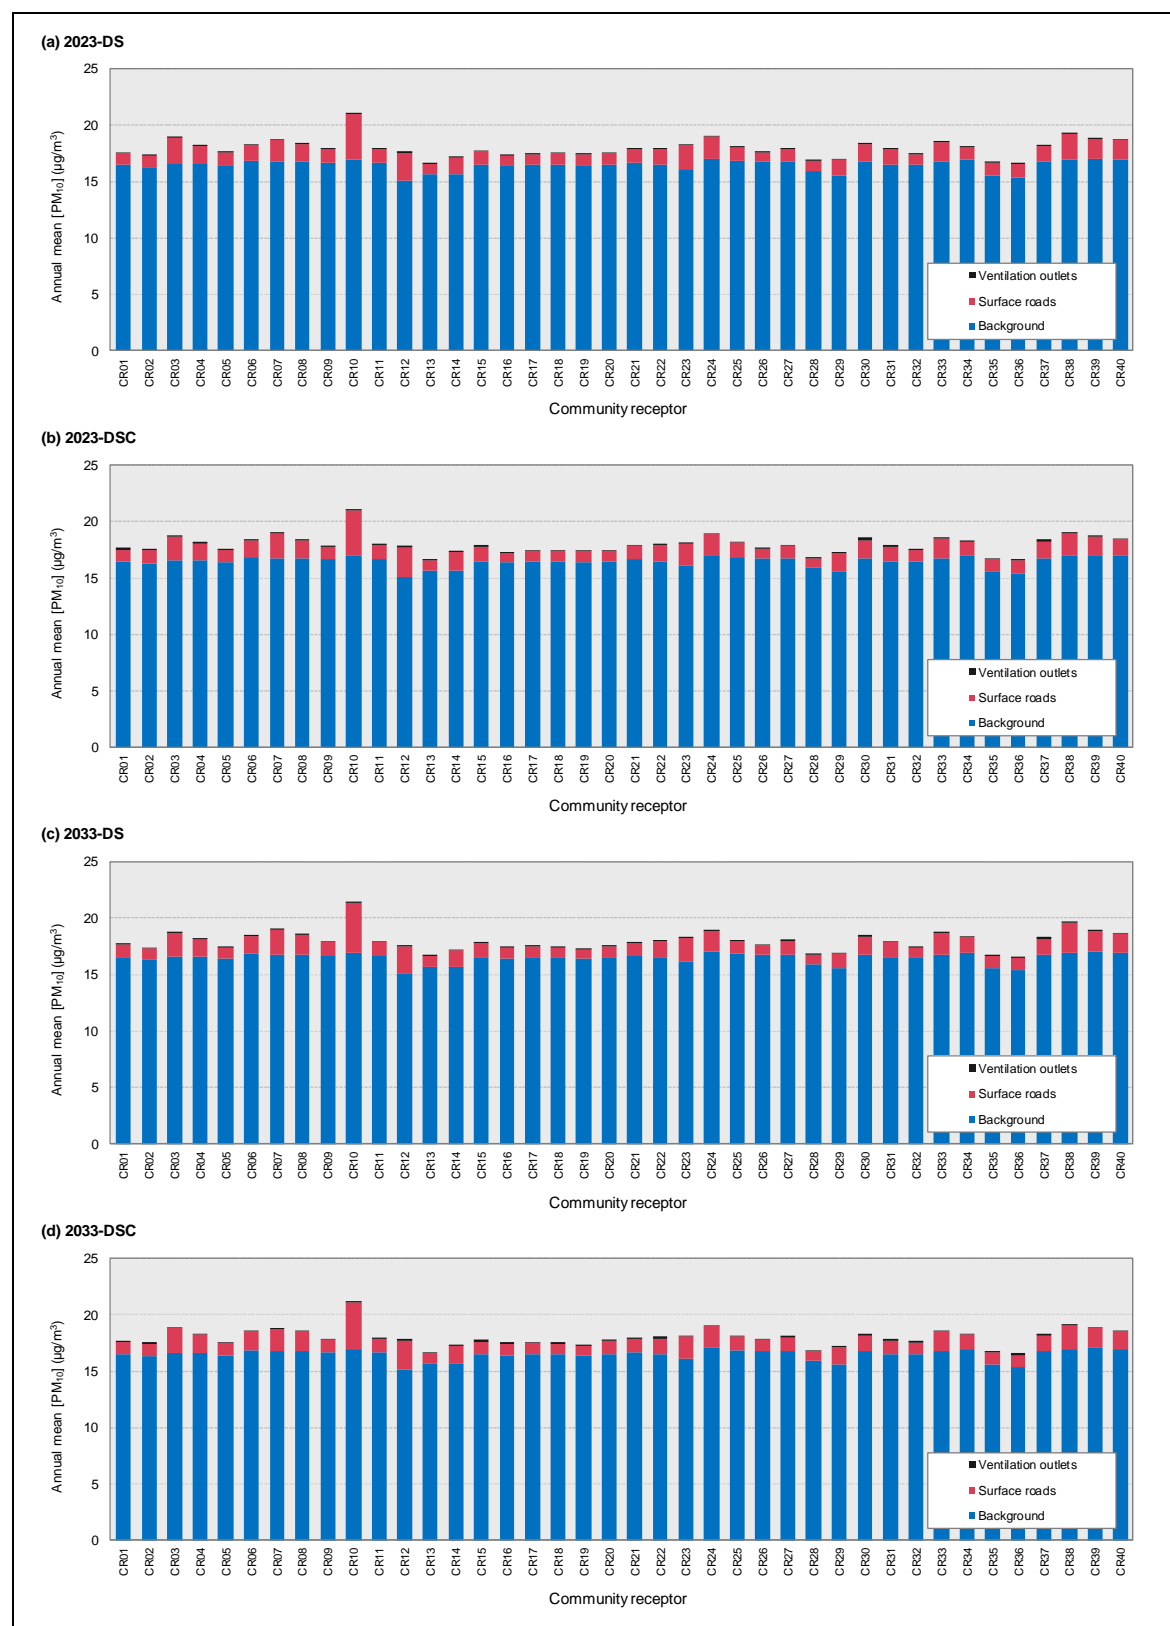 (a) 2023-DS
25
20
15
10
5
0
Annual mean [PM₁₀] (µg/m³)
Ventilation outlets
Surface roads
Background
CR01 CR02 CR03 CR04 CR05 CR06 CR07 CR08 CR09 CR10 CR11 CR12 CR13 CR14 CR15 CR16 CR17 CR18 CR19 CR20 CR21 CR22 CR23 CR24 CR25 CR26 CR27 CR28 CR29 CR30 CR31 CR32 CR33 CR34 CR35 CR36 CR37 CR38 CR39 CR40
Community receptor
(b) 2023-DSC
25
20
15
10
5
0
Annual mean [PM₁₀] (µg/m³)
Ventilation outlets
Surface roads
Background
CR01 CR02 CR03 CR04 CR05 CR06 CR07 CR08 CR09 CR10 CR11 CR12 CR13 CR14 CR15 CR16 CR17 CR18 CR19 CR20 CR21 CR22 CR23 CR24 CR25 CR26 CR27 CR28 CR29 CR30 CR31 CR32 CR33 CR34 CR35 CR36 CR37 CR38 CR39 CR40
Community receptor
(c) 2033-DS
25
20
15
10
5
0
Annual mean [PM₁₀] (µg/m³)
Ventilation outlets
Surface roads
Background
CR01 CR02 CR03 CR04 CR05 CR06 CR07 CR08 CR09 CR10 CR11 CR12 CR13 CR14 CR15 CR16 CR17 CR18 CR19 CR20 CR21 CR22 CR23 CR24 CR25 CR26 CR27 CR28 CR29 CR30 CR31 CR32 CR33 CR34 CR35 CR36 CR37 CR38 CR39 CR40
Community receptor
(d) 2033-DSC
25
20
15
10
5
0
Annual mean [PM₁₀] (µg/m³)
Ventilation outlets
Surface roads
Background
CR01 CR02 CR03 CR04 CR05 CR06 CR07 CR08 CR09 CR10 CR11 CR12 CR13 CR14 CR15 CR16 CR17 CR18 CR19 CR20 CR21 CR22 CR23 CR24 CR25 CR26 CR27 CR28 CR29 CR30 CR31 CR32 CR33 CR34 CR35 CR36 CR37 CR38 CR39 CR40
Community receptor